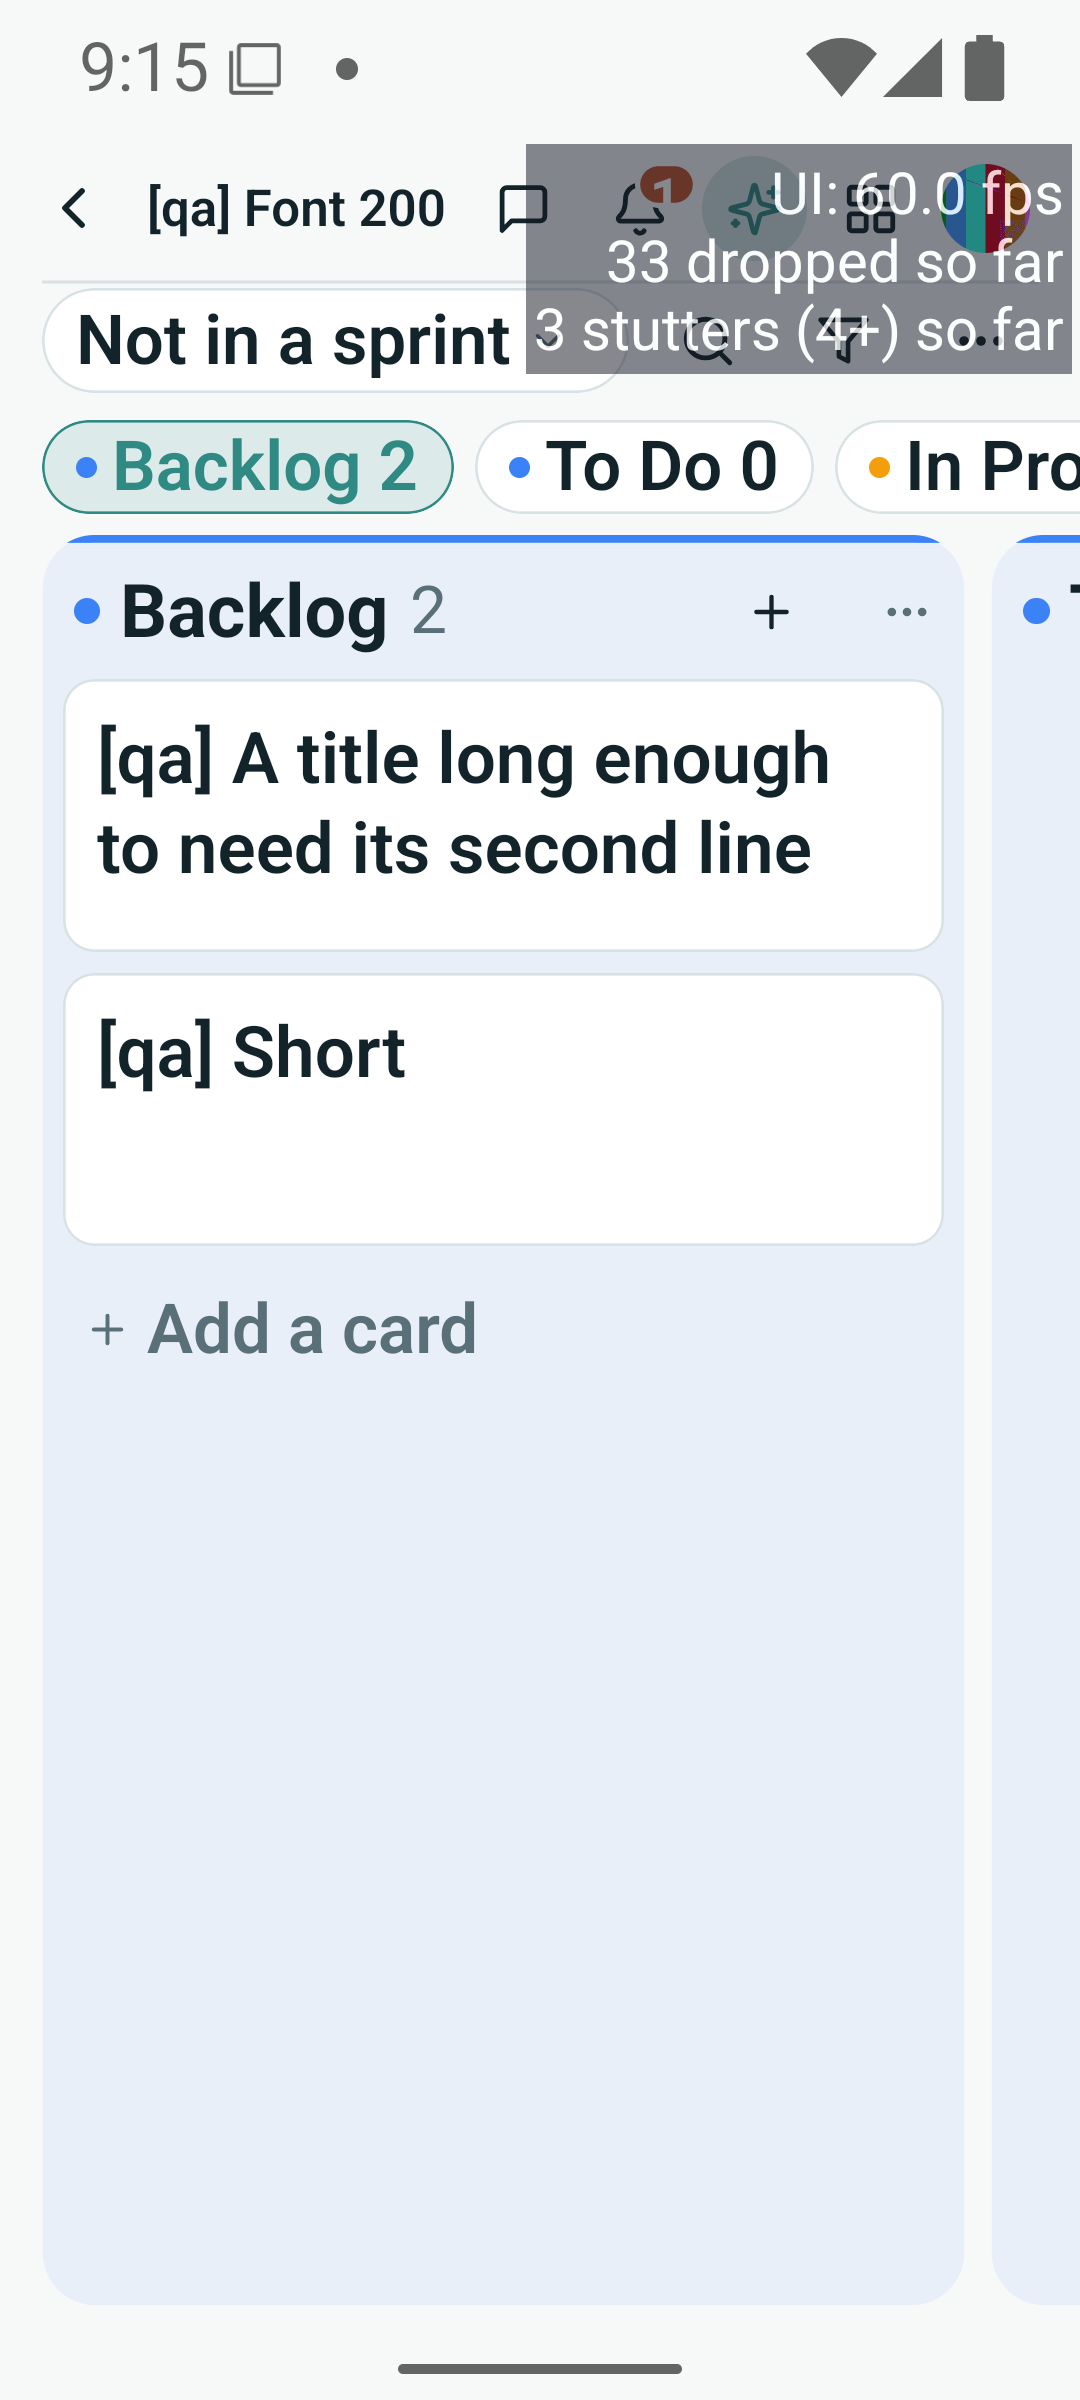 9:15
[qa] Font 200
1
UI: 60.0 fps
33 dropped so far
3 stutters (4+) so far
Not in a sprint
Backlog 2
To Do 0
In Pro
Backlog 2
[qa] A title long enough
to need its second line
[qa] Short
+ Add a card